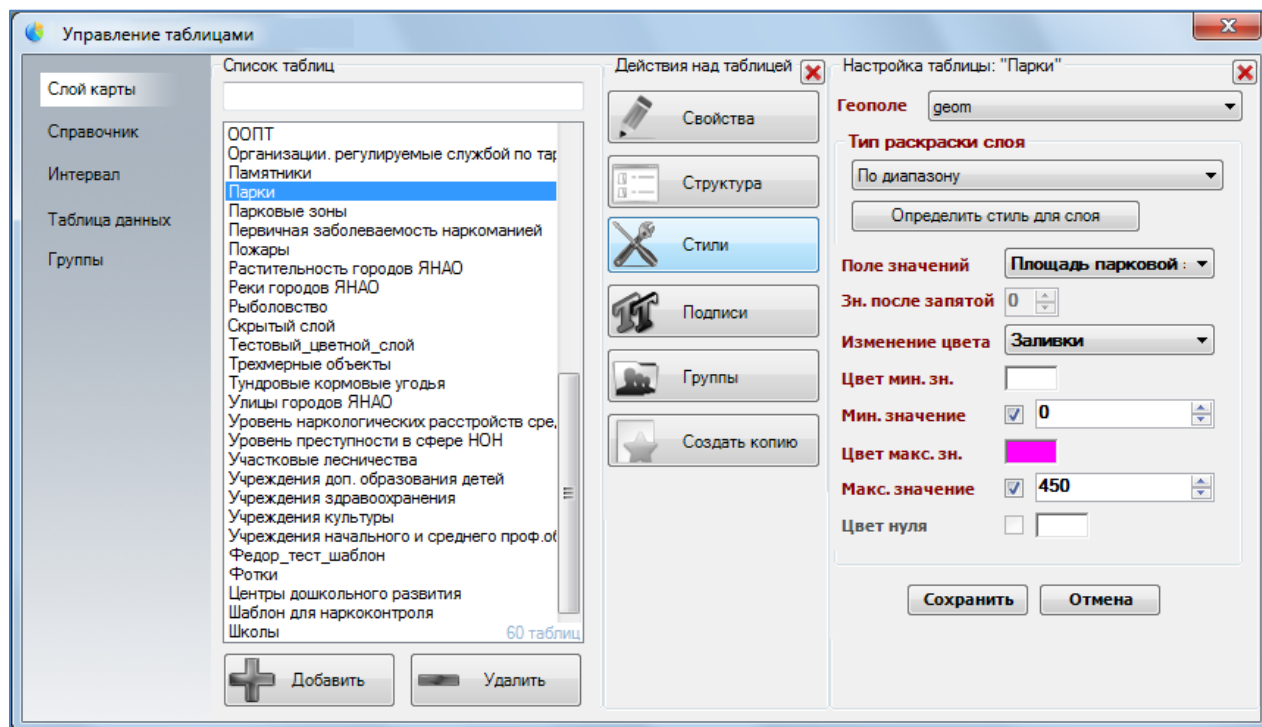 Управление таблицами
Слой карты
Справочник
Интервал
Таблица данных
Группы
Список таблиц
ООПТ
Организации. регулируемые службой по тар
Памятники
Парки
Парковые зоны
Первичная заболеваемость наркоманией
Пожары
Растительность городов ЯНАО
Реки городов ЯНАО
Рыболовство
Скрытый слой
Тестовый_цветной_слой
Трехмерные объекты
Тундровые кормовые угодья
Улицы городов ЯНАО
Уровень наркологических расстройств сре,
Уровень преступности в сфере НОН
Участковые лесничества
Учреждения доп. образования детей
Учреждения здравоохранения
Учреждения культуры
Учреждения начального и среднего проф.об
Федор_тест_шаблон
Фотки
Центры дошкольного развития
Шаблон для наркоконтроля
Школы 60 таблиц
Добавить Удалить
Действия над таблицей
Свойства
Структура
Стили
Подписи
Группы
Создать копию
Настройка таблицы: "Парки"
Геополе geom
Тип раскраски слоя
По диапазону
Определить стиль для слоя
Поле значений Площадь парковой
Зн. после запятой 0
Изменение цвета Заливки
Цвет мин. зн.
Мин. значение 0
Цвет макс. зн.
Макс. значение 450
Цвет нуля
Сохранить Отмена